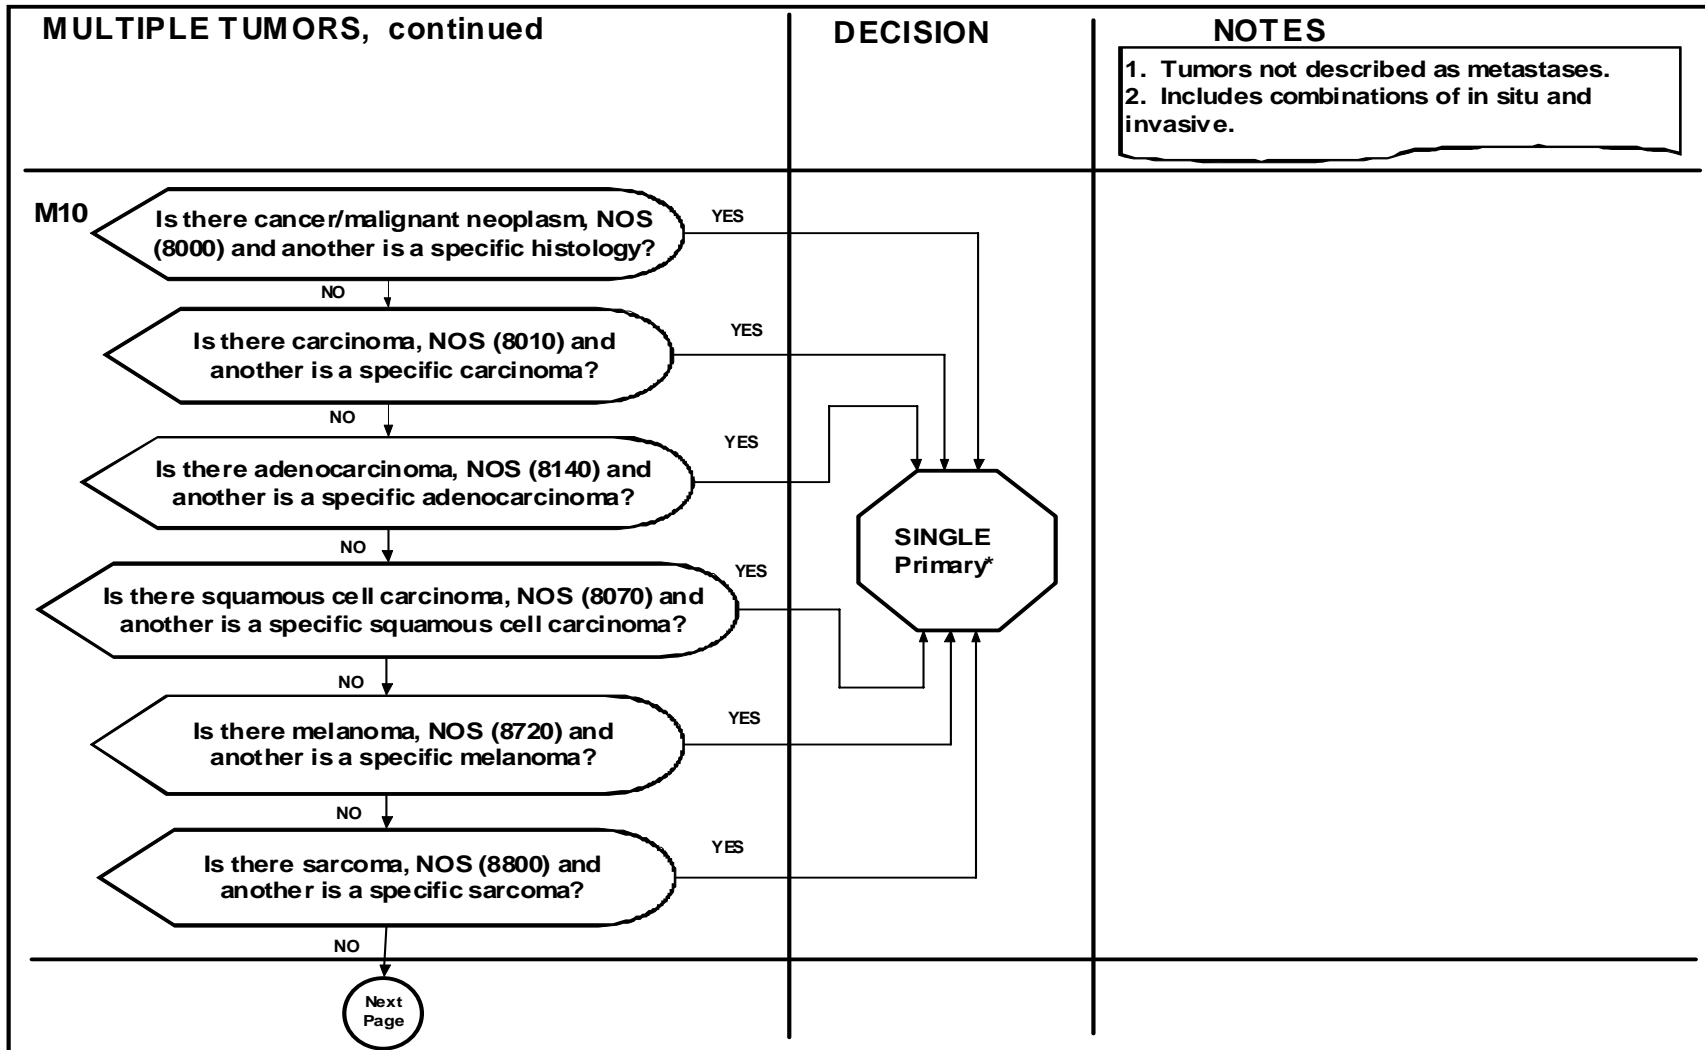 MULTIPLE TUMORS, continued
DECISION
NOTES
1. Tumors not described as metastases.
2. Includes combinations of in situ and
invasive.
M10
Is there cancer/malignant neoplasm, NOS
(8000) and another is a specific histology?
YES
NO
Is there carcinoma, NOS (8010) and
another is a specific carcinoma?
YES
NO
Is there adenocarcinoma, NOS (8140) and
another is a specific adenocarcinoma?
YES
NO
Is there squamous cell carcinoma, NOS (8070) and
another is a specific squamous cell carcinoma?
YES
SINGLE
Primary*
NO
Is there melanoma, NOS (8720) and
another is a specific melanoma?
YES
NO
Is there sarcoma, NOS (8800) and
another is a specific sarcoma?
YES
NO
Next
Page